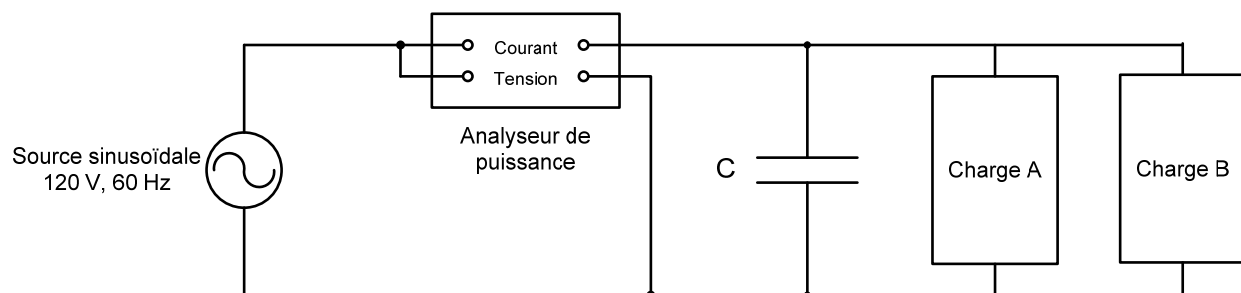 Courant
Tension
Analyseur de
puissance
Source sinusoïdale
120 V, 60 Hz
C
Charge A
Charge B